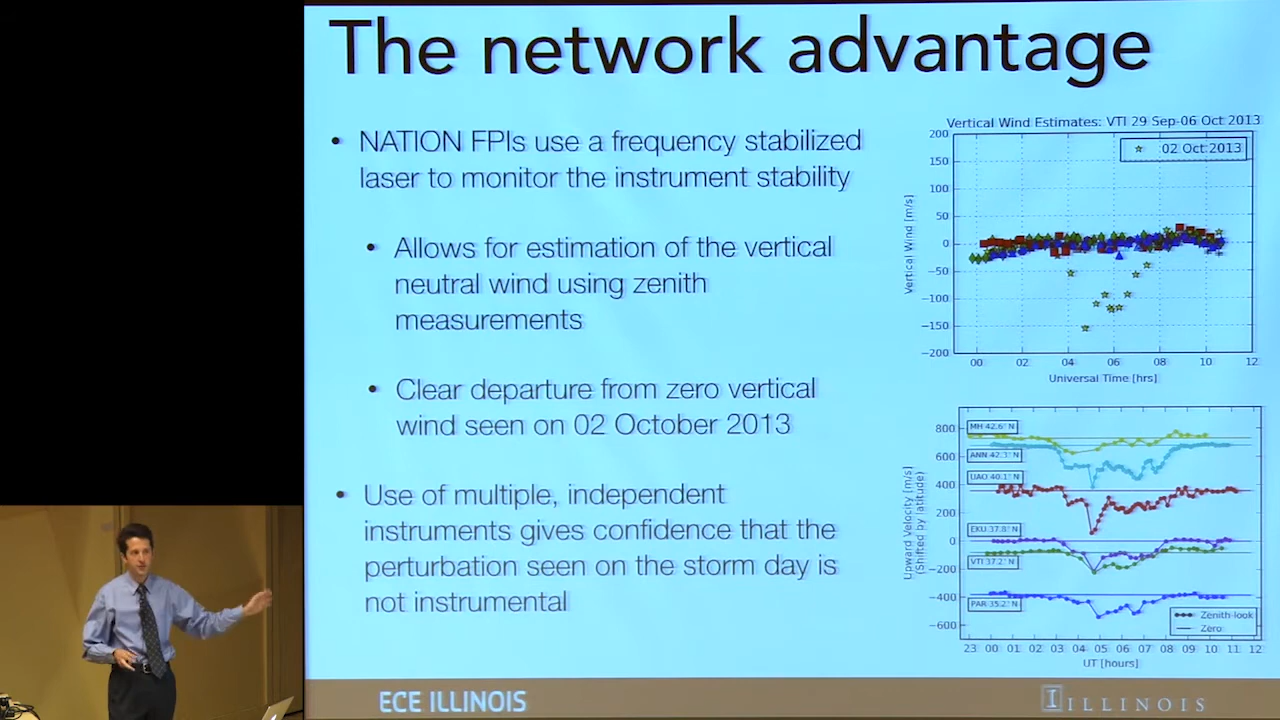 The network advantage
• NATION FPIs use a frequency stabilized
laser to monitor the instrument stability
• Allows for estimation of the vertical
neutral wind using zenith
measurements
• Clear departure from zero vertical
wind seen on 02 October 2013
• Use of multiple, independent
instruments gives confidence that the
perturbation seen on the storm day is
not instrumental
Vertical Wind Estimates: VTI 29 Sep-06 Oct 2013
02 Oct 2013
Vertical Wind [m/s]
200
150
100
50
0
−50
−100
−150
−200
00 02 04 06 08 10 12
Universal Time [hrs]
Upward Velocity [m/s]
(Shifted by latitude)
800
600
400
200
0
−200
−400
−600
MH 42.6° N
ANN 42.3° N
UAO 40.1° N
EKU 37.8° N
VTI 37.2° N
PAR 35.2° N
Zenith-look
Zero
23 00 01 02 03 04 05 06 07 08 09 10 11 12
UT [hours]
ECE ILLINOIS
I ILLINOIS